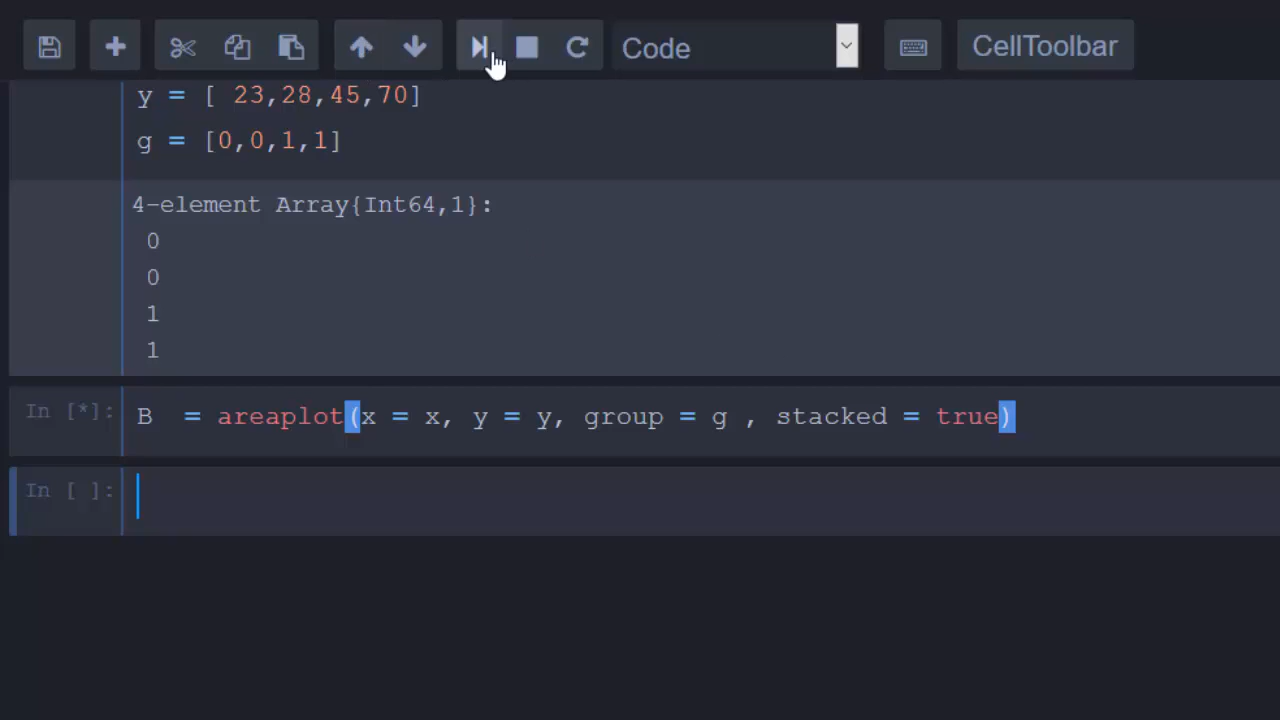 Code
CellToolbar
y = [ 23,28,45,70]
g = [0,0,1,1]
4-element Array{Int64,1}:
0
0
1
1
In [*]: B  = areaplot(x = x, y = y, group = g , stacked = true)
In [ ]: